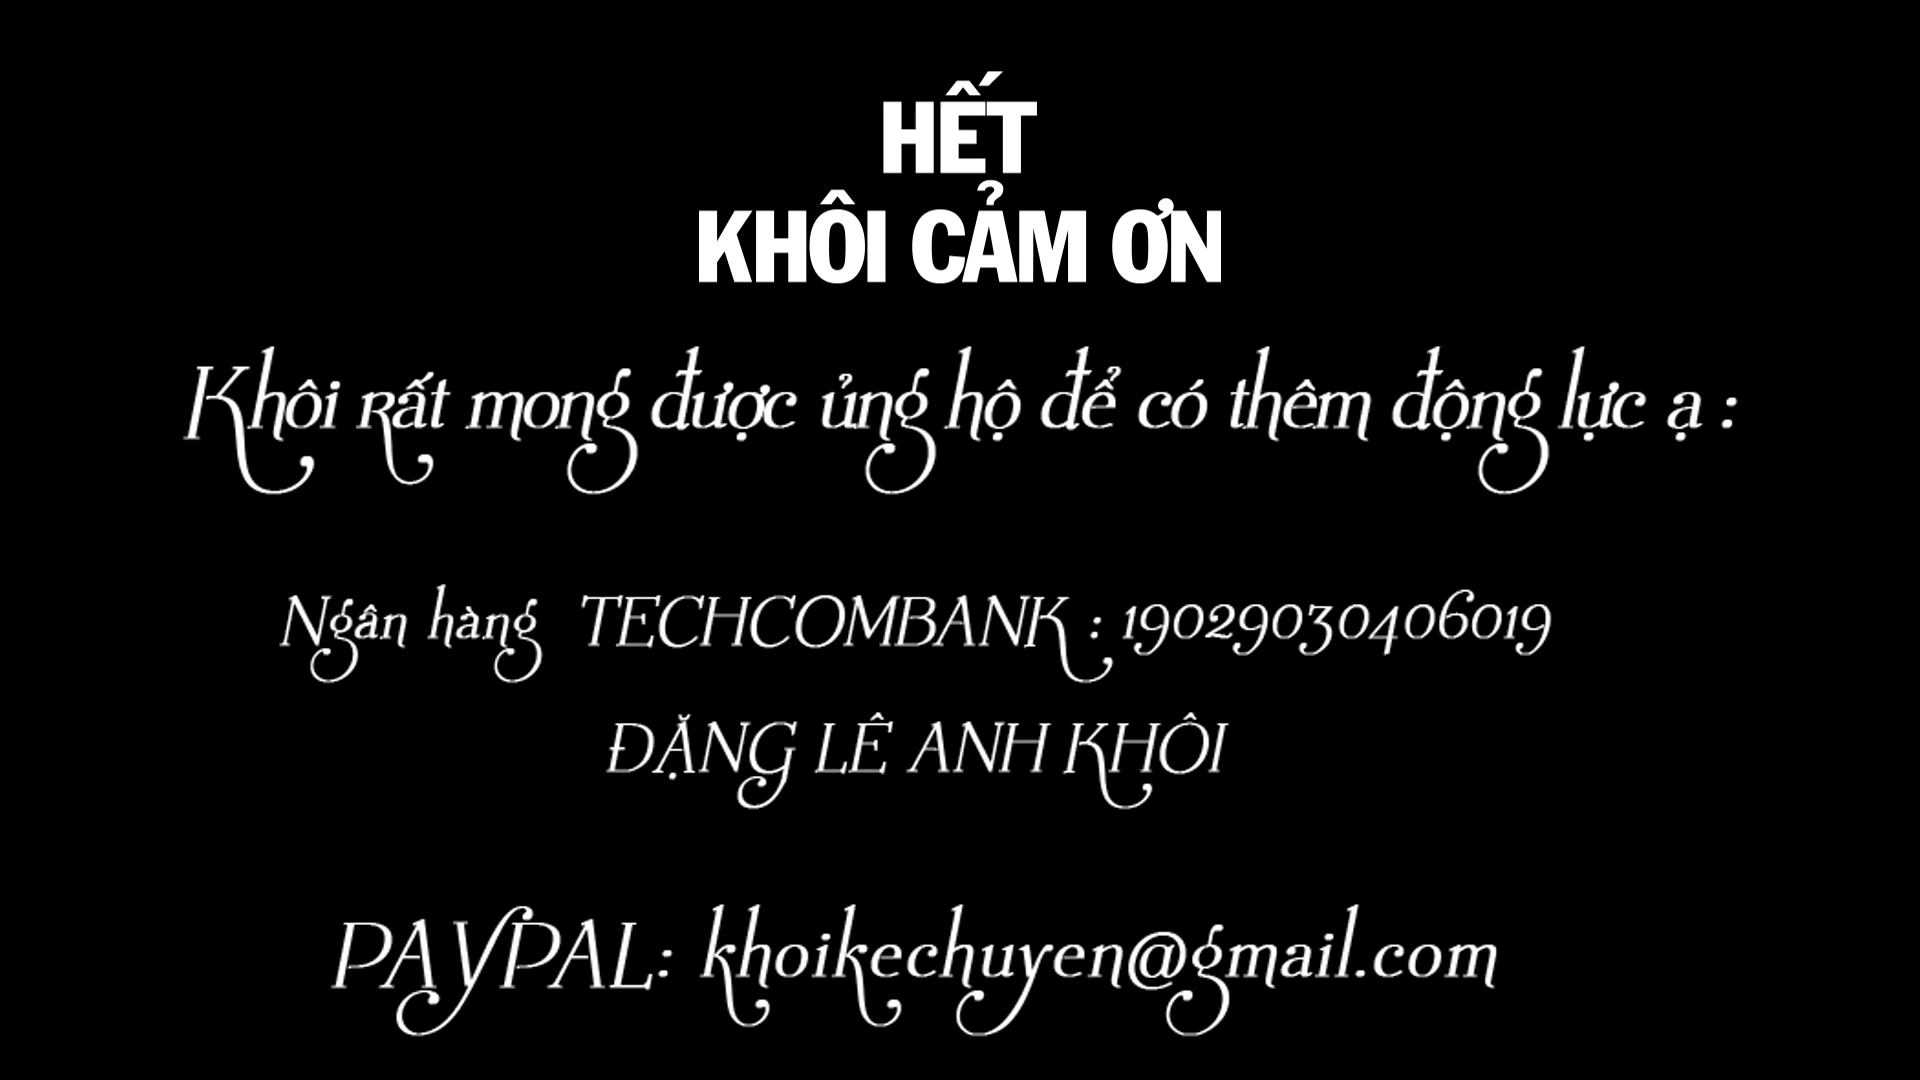 HẾT
KHÔI CẢM ƠN
Khôi rất mong được ủng hộ để có thêm động lực ạ :
Ngân hàng TECHCOMBANK : 19029030406019
ĐẶNG LÊ ANH KHÔI
PAYPAL: khoikechuyen@gmail.com